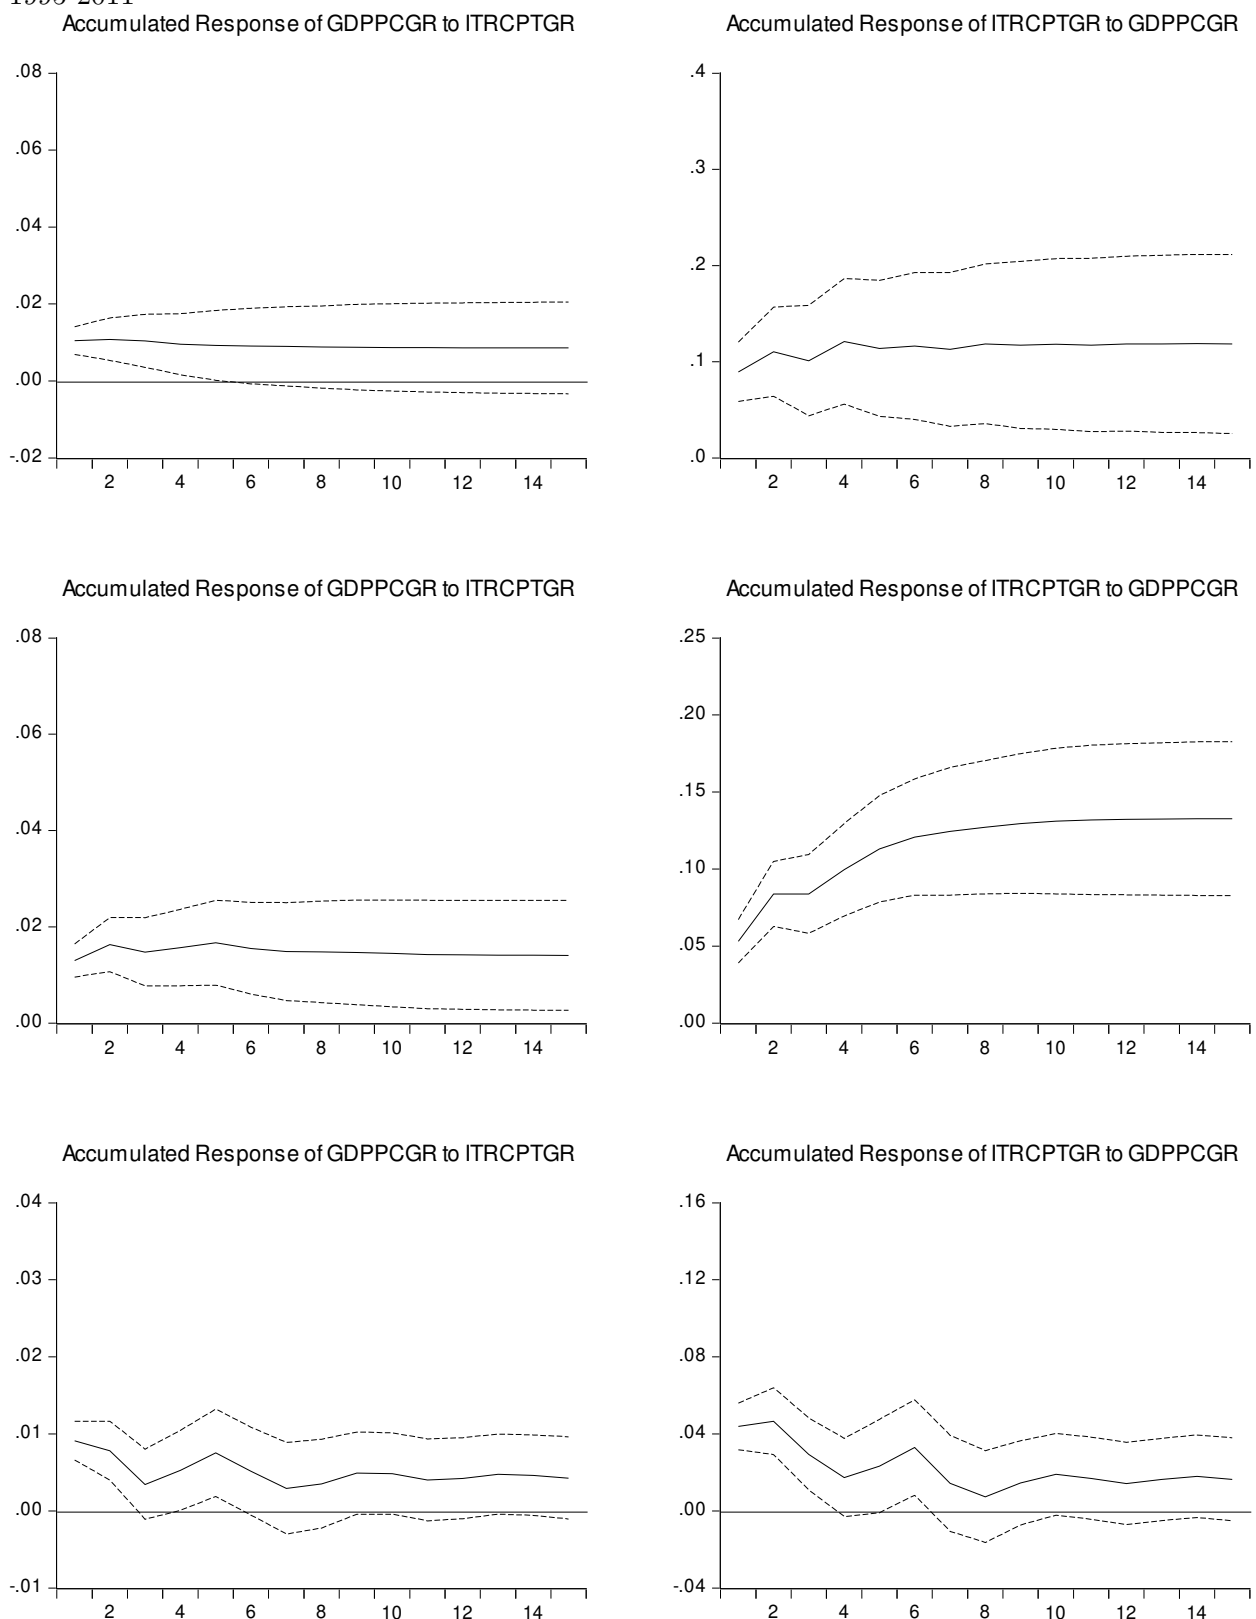 Accumulated Response of GDPPCGR to ITRCPTGR
.08
.06
.04
.02
.00
-.02
2 4 6 8 10 12 14
Accumulated Response of ITRCPTGR to GDPPCGR
.4
.3
.2
.1
.0
2 4 6 8 10 12 14
Accumulated Response of GDPPCGR to ITRCPTGR
.08
.06
.04
.02
.00
2 4 6 8 10 12 14
Accumulated Response of ITRCPTGR to GDPPCGR
.25
.20
.15
.10
.05
.00
2 4 6 8 10 12 14
Accumulated Response of GDPPCGR to ITRCPTGR
.04
.03
.02
.01
.00
-.01
2 4 6 8 10 12 14
Accumulated Response of ITRCPTGR to GDPPCGR
.16
.12
.08
.04
.00
-.04
2 4 6 8 10 12 14